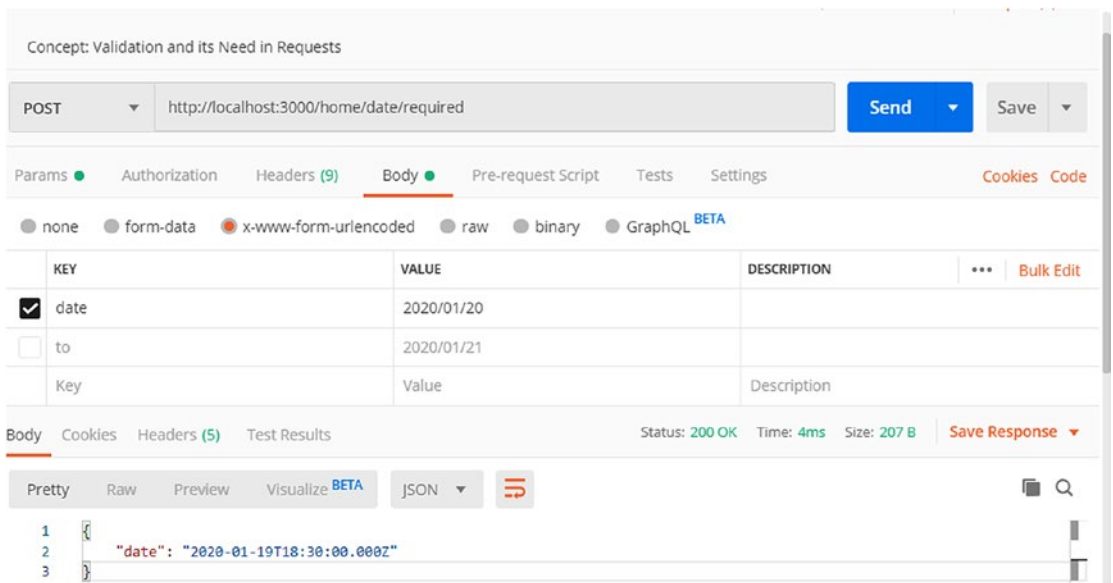 Concept: Validation and its Need in Requests
POST http://localhost:3000/home/date/required Send Save
Params Authorization Headers (9) Body Pre-request Script Tests Settings Cookies Code
none form-data x-www-form-urlencoded raw binary GraphQL BETA
KEY VALUE DESCRIPTION ••• Bulk Edit
date 2020/01/20
to 2020/01/21
Key Value Description
Body Cookies Headers (5) Test Results Status: 200 OK Time: 4ms Size: 207 B Save Response
Pretty Raw Preview Visualize BETA JSON
1 {
2 "date": "2020-01-19T18:30:00.000Z"
3 }